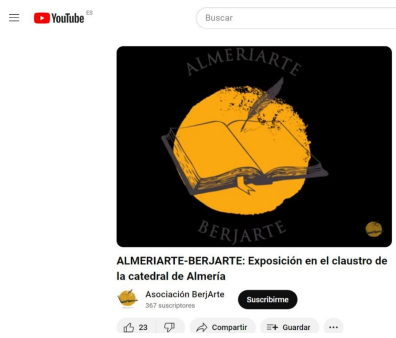 YouTube ES
Buscar
ALMERIARTE
BERJARTE
ALMERIARTE-BERJARTE: Exposición en el claustro de
la catedral de Almería
Asociación BerjArte
367 suscriptores
Suscribirme
23
Compartir
Guardar